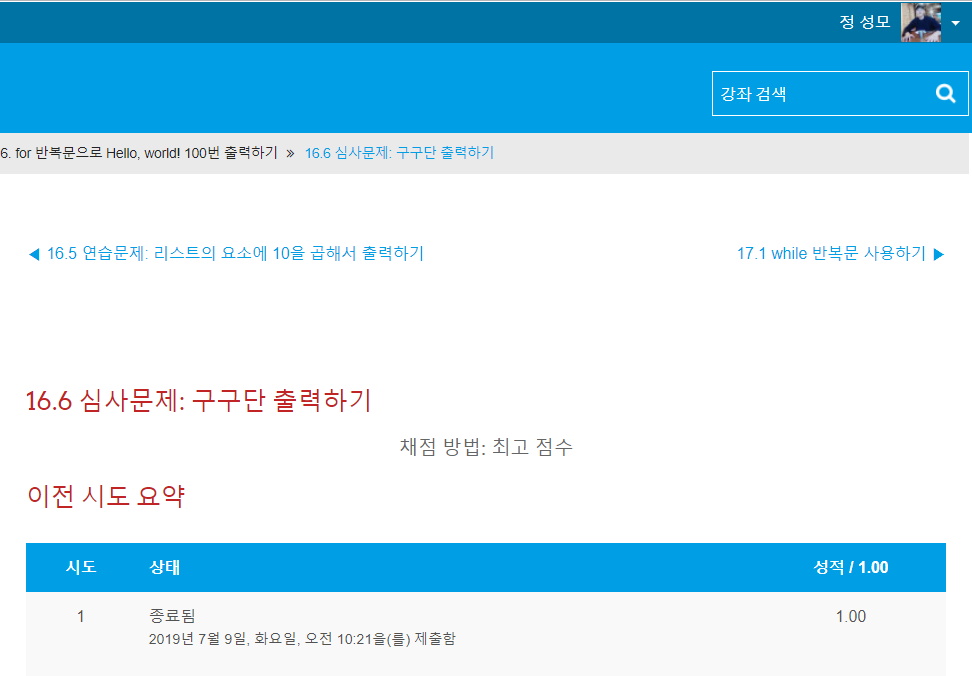 정 성모
강좌 검색
6. for 반복문으로 Hello, world! 100번 출력하기 » 16.6 심사문제: 구구단 출력하기
◀ 16.5 연습문제: 리스트의 요소에 10을 곱해서 출력하기
17.1 while 반복문 사용하기 ▶
16.6 심사문제: 구구단 출력하기
채점 방법: 최고 점수
이전 시도 요약
시도 상태 성적 / 1.00
1 종료됨 1.00
2019년 7월 9일, 화요일, 오전 10:21을(를) 제출함